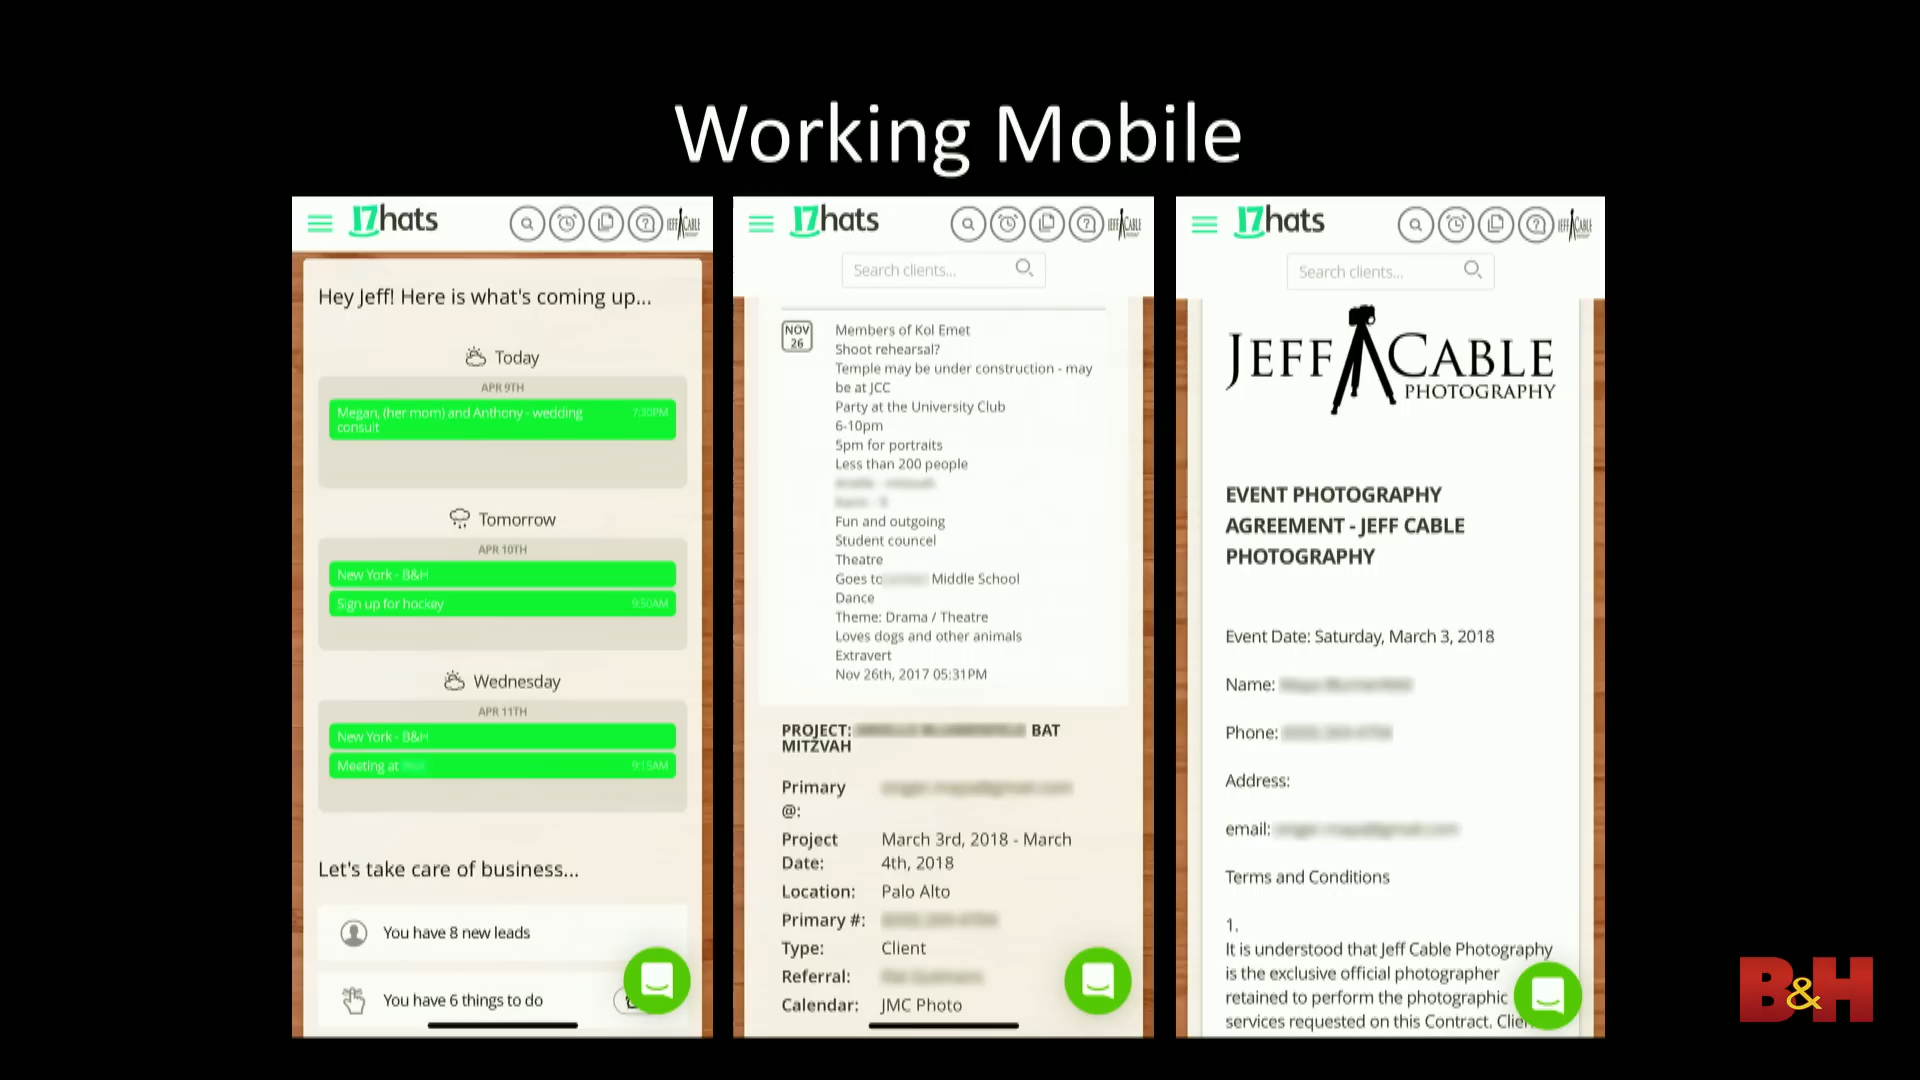 Working Mobile
17hats
JEFF CABLE
Hey Jeff! Here is what's coming up...
Today
APR 9TH
Megan, (her mom) and Anthony - wedding 7:30PM
consult
Tomorrow
APR 10TH
New York - B&H
Sign up for hockey 9:50AM
Wednesday
APR 11TH
New York - B&H
Meeting at 9:15AM
Let's take care of business...
You have 8 new leads
You have 6 things to do
17hats
JEFF CABLE
Search clients...
NOV
26
Members of Kol Emet
Shoot rehearsal?
Temple may be under construction - may
be at JCC
Party at the University Club
6-10pm
5pm for portraits
Less than 200 people
Fun and outgoing
Student councel
Theatre
Goes to Middle School
Dance
Theme: Drama / Theatre
Loves dogs and other animals
Extravert
Nov 26th, 2017 05:31PM
PROJECT: BAT
MITZVAH
Primary
@:
Project March 3rd, 2018 - March
Date: 4th, 2018
Location: Palo Alto
Primary #:
Type: Client
Referral:
Calendar: JMC Photo
17hats
JEFF CABLE
Search clients...
JEFF CABLE
PHOTOGRAPHY
EVENT PHOTOGRAPHY
AGREEMENT - JEFF CABLE
PHOTOGRAPHY
Event Date: Saturday, March 3, 2018
Name:
Phone:
Address:
email:
Terms and Conditions
1.
It is understood that Jeff Cable Photography
is the exclusive official photographer
retained to perform the photographic
services requested on this Contract.
B&H